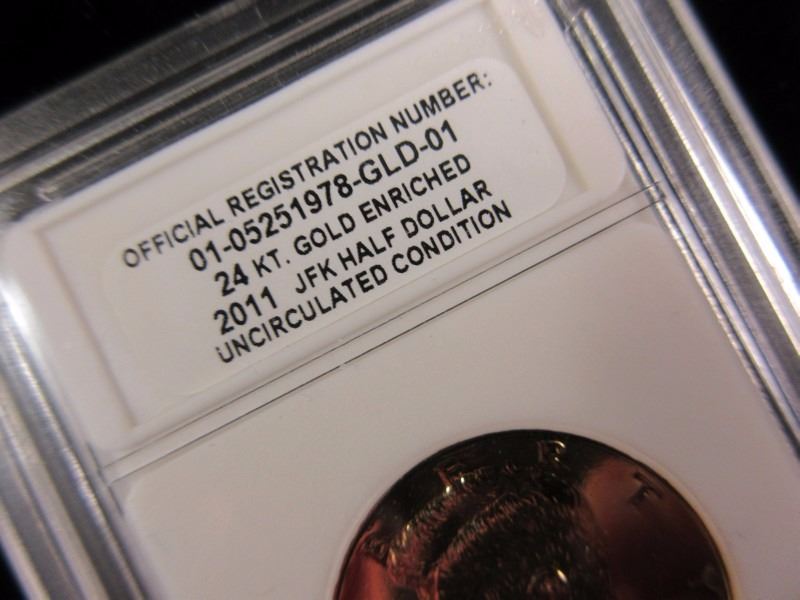 OFFICIAL REGISTRATION NUMBER:
01-05251978-GLD-01
24 KT. GOLD ENRICHED
2011 JFK HALF DOLLAR
UNCIRCULATED CONDITION
B E R T